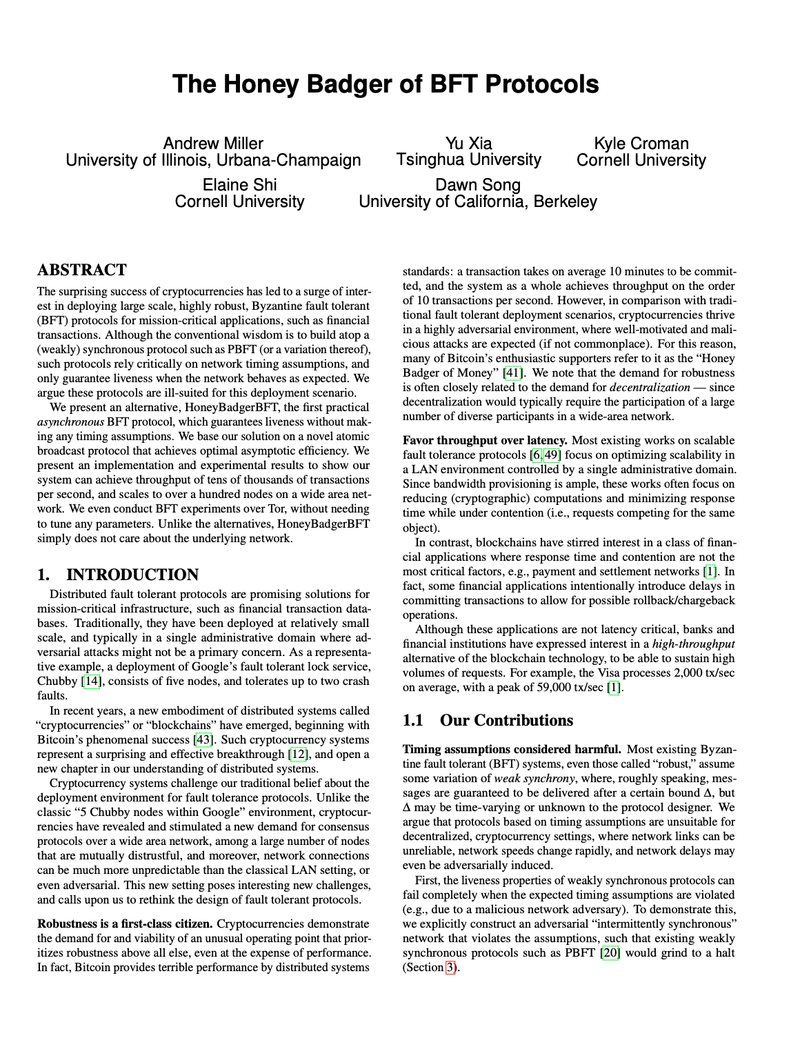 The Honey Badger of BFT Protocols
Andrew Miller
University of Illinois, Urbana-Champaign
Yu Xia
Tsinghua University
Kyle Croman
Cornell University
Elaine Shi
Cornell University
Dawn Song
University of California, Berkeley
ABSTRACT
The surprising success of cryptocurrencies has led to a surge of inter-
est in deploying large scale, highly robust, Byzantine fault tolerant
(BFT) protocols for mission-critical applications, such as financial
transactions. Although the conventional wisdom is to build atop a
(weakly) synchronous protocol such as PBFT (or a variation thereof),
such protocols rely critically on network timing assumptions, and
only guarantee liveness when the network behaves as expected. We
argue these protocols are ill-suited for this deployment scenario.
We present an alternative, HoneyBadgerBFT, the first practical
asynchronous BFT protocol, which guarantees liveness without mak-
ing any timing assumptions. We base our solution on a novel atomic
broadcast protocol that achieves optimal asymptotic efficiency. We
present an implementation and experimental results to show our
system can achieve throughput of tens of thousands of transactions
per second, and scales to over a hundred nodes on a wide area net-
work. We even conduct BFT experiments over Tor, without needing
to tune any parameters. Unlike the alternatives, HoneyBadgerBFT
simply does not care about the underlying network.
1. INTRODUCTION
Distributed fault tolerant protocols are promising solutions for
mission-critical infrastructure, such as financial transaction data-
bases. Traditionally, they have been deployed at relatively small
scale, and typically in a single administrative domain where ad-
versarial attacks might not be a primary concern. As a representa-
tive example, a deployment of Google's fault tolerant lock service,
Chubby [14], consists of five nodes, and tolerates up to two crash
faults.
In recent years, a new embodiment of distributed systems called
“cryptocurrencies” or “blockchains” have emerged, beginning with
Bitcoin's phenomenal success [43]. Such cryptocurrency systems
represent a surprising and effective breakthrough [12], and open a
new chapter in our understanding of distributed systems.
Cryptocurrency systems challenge our traditional belief about the
deployment environment for fault tolerance protocols. Unlike the
classic “5 Chubby nodes within Google” environment, cryptocur-
rencies have revealed and stimulated a new demand for consensus
protocols over a wide area network, among a large number of nodes
that are mutually distrustful, and moreover, network connections
can be much more unpredictable than the classical LAN setting, or
even adversarial. This new setting poses interesting new challenges,
and calls upon us to rethink the design of fault tolerant protocols.
Robustness is a first-class citizen. Cryptocurrencies demonstrate
the demand for and viability of an unusual operating point that prior-
itizes robustness above all else, even at the expense of performance.
In fact, Bitcoin provides terrible performance by distributed systems
standards: a transaction takes on average 10 minutes to be commit-
ted, and the system as a whole achieves throughput on the order
of 10 transactions per second. However, in comparison with tradi-
tional fault tolerant deployment scenarios, cryptocurrencies thrive
in a highly adversarial environment, where well-motivated and mali-
cious attacks are expected (if not commonplace). For this reason,
many of Bitcoin's enthusiastic supporters refer to it as the “Honey
Badger of Money” [41]. We note that the demand for robustness
is often closely related to the demand for decentralization — since
decentralization would typically require the participation of a large
number of diverse participants in a wide-area network.
Favor throughput over latency. Most existing works on scalable
fault tolerance protocols [6,49] focus on optimizing scalability in
a LAN environment controlled by a single administrative domain.
Since bandwidth provisioning is ample, these works often focus on
reducing (cryptographic) computations and minimizing response
time while under contention (i.e., requests competing for the same
object).
In contrast, blockchains have stirred interest in a class of finan-
cial applications where response time and contention are not the
most critical factors, e.g., payment and settlement networks [1]. In
fact, some financial applications intentionally introduce delays in
committing transactions to allow for possible rollback/chargeback
operations.
Although these applications are not latency critical, banks and
financial institutions have expressed interest in a high-throughput
alternative of the blockchain technology, to be able to sustain high
volumes of requests. For example, the Visa processes 2,000 tx/sec
on average, with a peak of 59,000 tx/sec [1].
1.1 Our Contributions
Timing assumptions considered harmful. Most existing Byzan-
tine fault tolerant (BFT) systems, even those called “robust,” assume
some variation of weak synchrony, where, roughly speaking, mes-
sages are guaranteed to be delivered after a certain bound Δ, but
Δ may be time-varying or unknown to the protocol designer. We
argue that protocols based on timing assumptions are unsuitable for
decentralized, cryptocurrency settings, where network links can be
unreliable, network speeds change rapidly, and network delays may
even be adversarially induced.
First, the liveness properties of weakly synchronous protocols can
fail completely when the expected timing assumptions are violated
(e.g., due to a malicious network adversary). To demonstrate this,
we explicitly construct an adversarial “intermittently synchronous”
network that violates the assumptions, such that existing weakly
synchronous protocols such as PBFT [20] would grind to a halt
(Section 3).